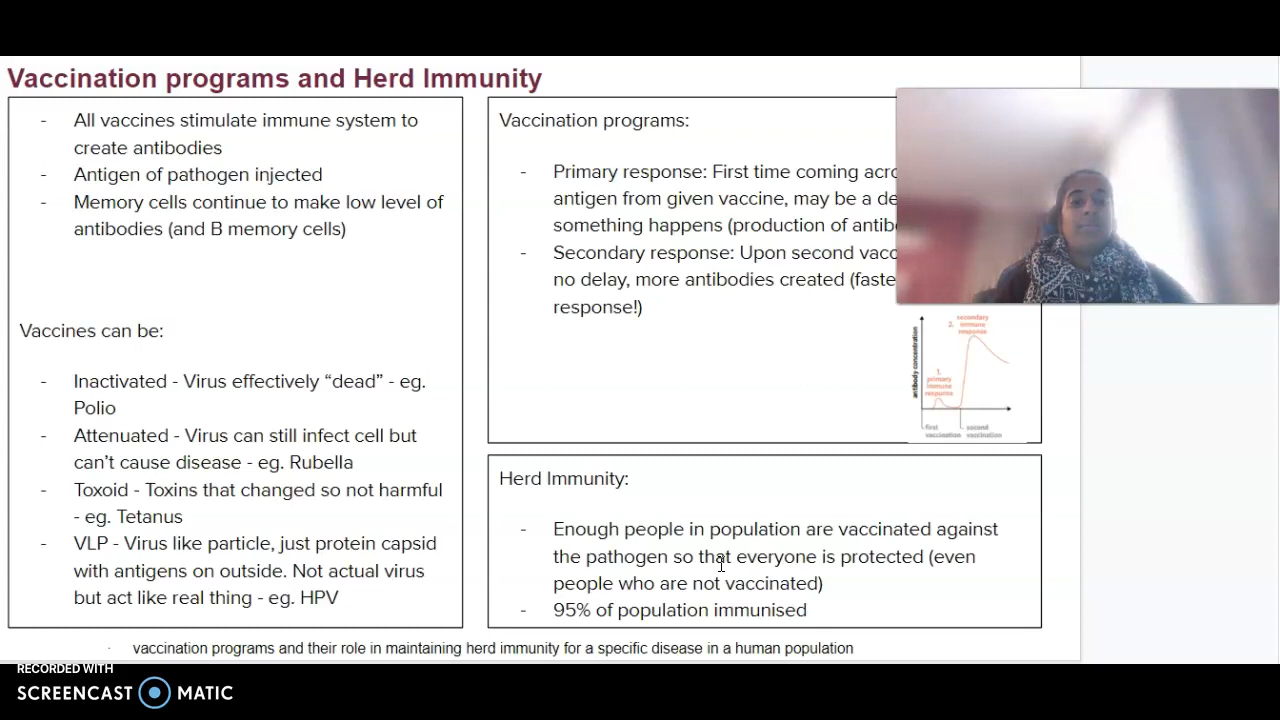 Vaccination programs and Herd Immunity
- All vaccines stimulate immune system to
create antibodies
- Antigen of pathogen injected
- Memory cells continue to make low level of
antibodies (and B memory cells)
Vaccines can be:
- Inactivated - Virus effectively “dead” - eg.
Polio
- Attenuated - Virus can still infect cell but
can’t cause disease - eg. Rubella
- Toxoid - Toxins that changed so not harmful
- eg. Tetanus
- VLP - Virus like particle, just protein capsid
with antigens on outside. Not actual virus
but act like real thing - eg. HPV
Vaccination programs:
- Primary response: First time coming
antigen from given vaccine, may be a
something happens (production of
- Secondary response: Upon second
no delay, more antibodies created
response!)
antibody concentration
1.
primary
immune
response
secondary
2. immune
response
first
vaccination
second
vaccination
Herd Immunity:
- Enough people in population are vaccinated against
the pathogen so that everyone is protected (even
people who are not vaccinated)
- 95% of population immunised
- vaccination programs and their role in maintaining herd immunity for a specific disease in a human population
RECORDED WITH
SCREENCAST MATIC